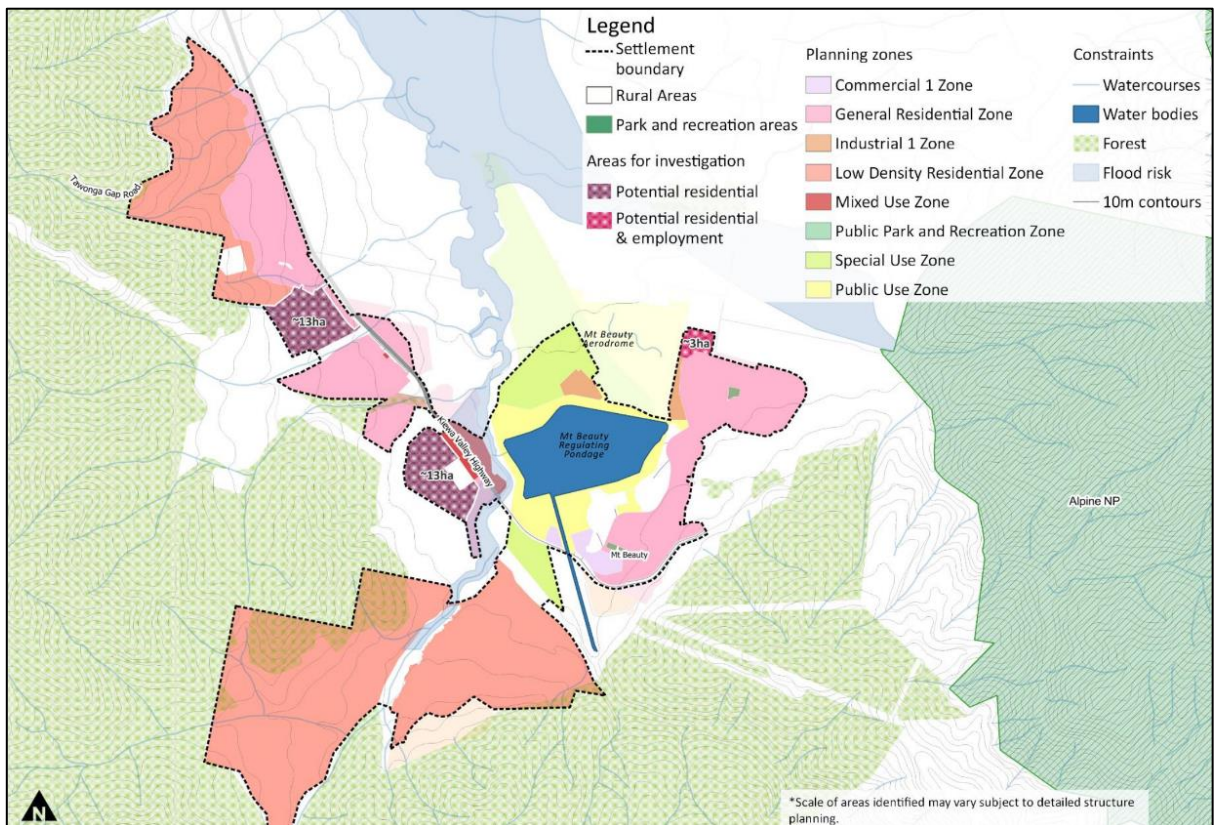 Legend
Settlement
boundary
Rural Areas
Park and recreation areas
Areas for investigation
Potential residential
Potential residential
& employment
Planning zones
Commercial 1 Zone
General Residential Zone
Industrial 1 Zone
Low Density Residential Zone
Mixed Use Zone
Public Park and Recreation Zone
Special Use Zone
Public Use Zone
Constraints
Watercourses
Water bodies
Forest
Flood risk
10m contours
Tawonga Gap Road
~13ha
Mt Beauty
Aerodrome
~3ha
Kiewa Valley Highway
Mt Beauty
Regulating
Pondage
~13ha
Alpine NP
Mt Beauty
N
*Scale of areas identified may vary subject to detailed structure
planning.